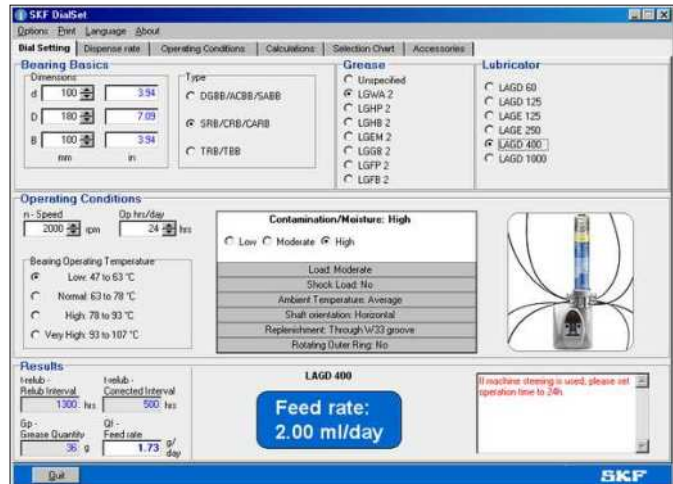 SKF DialSet
Options Print Language About
Dial Setting Dispense rate Operating Conditions Calculations Selection Chart Accessories
Bearing Basics
Dimensions
d 100 3.94
D 180 7.09
B 100 3.94
mm in
Type
DGBB/ACBB/SABB
SRB/CRB/CARB
TRB/TBB
Grease
Unspecified
LGWA 2
LGHP 2
LGHB 2
LGEM 2
LGGB 2
LGFP 2
LGFB 2
Lubricator
LAGD 60
LAGD 125
LAGE 125
LAGE 250
LAGD 400
LAGD 1000
Operating Conditions
n - Speed Op hrs/day
2000 rpm 24 hrs
Bearing Operating Temperature
Low: 47 to 63 °C
Normal: 63 to 78 °C
High: 78 to 93 °C
Very High: 93 to 107 °C
Contamination/Moisture: High
Low Moderate High
Load: Moderate
Shock Load: No
Ambient Temperature: Average
Shaft orientation: Horizontal
Replenishment: Through W33 groove
Rotating Outer Ring: No
Results
t-relub - t-relub -
Relub Interval Corrected Interval
1300 hrs 500 hrs
Gp - Qf -
Grease Quantity Feed rate
36 g 1.73 g/
day
LAGD 400
Feed rate:
2.00 ml/day
If machine steering is used, please set
operation time to 24h.
Quit SKF